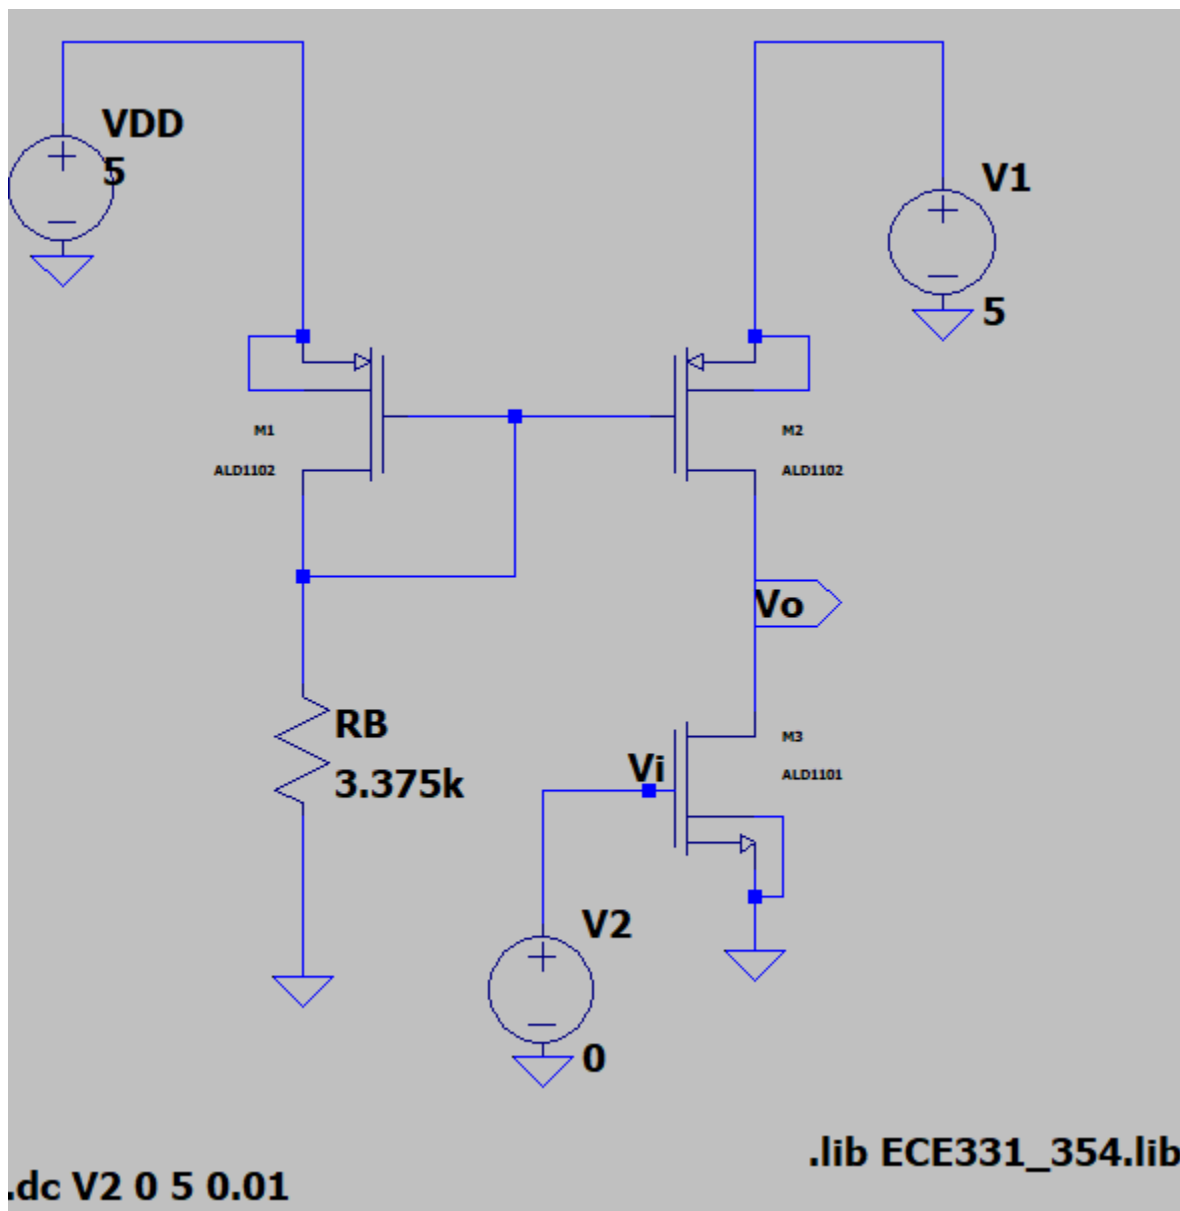 VDD
5
V1
5
M1
ALD1102
M2
ALD1102
Vo
RB
3.375k
Vi
M3
ALD1101
V2
0
.lib ECE331_354.lib
.dc V2 0 5 0.01